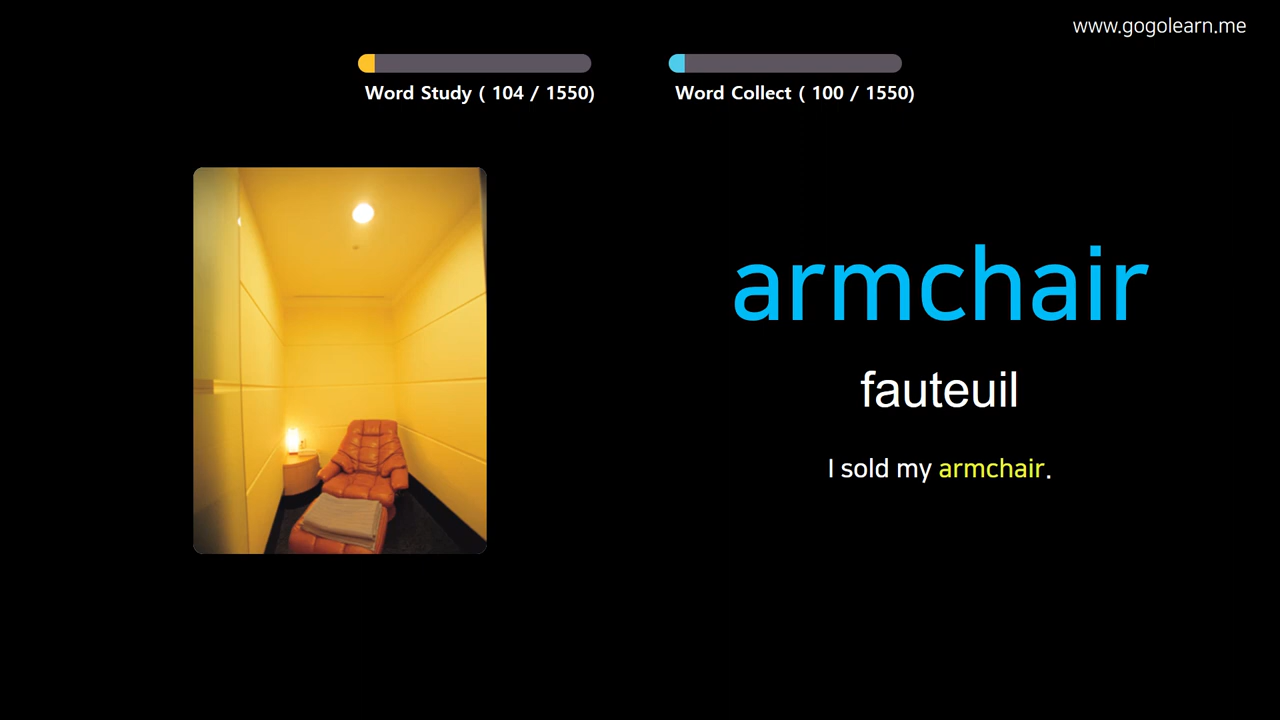 www.gogolearn.me
Word Study ( 104 / 1550)
Word Collect ( 100 / 1550)
armchair
fauteuil
I sold my armchair.